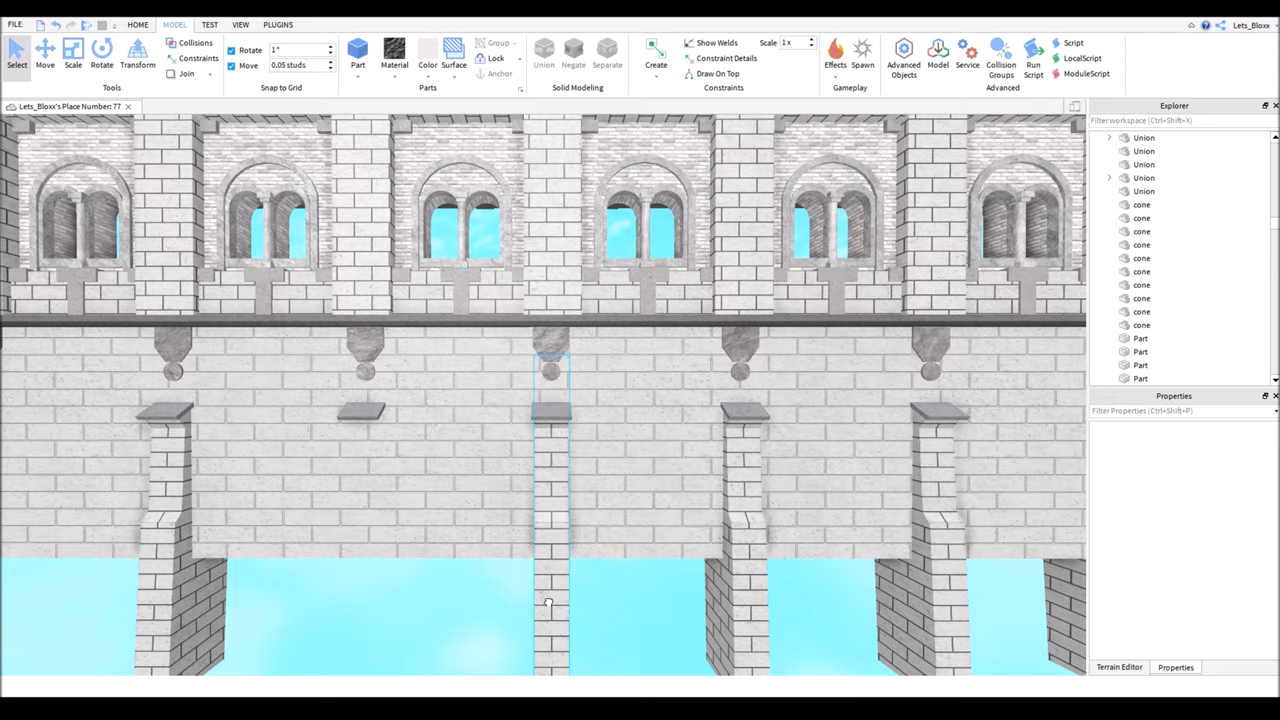 FILE HOME MODEL TEST VIEW PLUGINS Lets_Bloxx
Collisions Rotate 1° Group Show Welds Scale 1 x Script
Constraints Move 0.05 studs Lock Constraint Details LocalScript
Join Anchor Draw On Top ModuleScript
Select Move Scale Rotate Transform Part Material Color Surface Union Negate Separate Create Effects Spawn Advanced Objects Model Service Collision Groups Run Script
Tools Snap to Grid Parts Solid Modeling Constraints Gameplay Advanced
Lets_Bloxx's Place Number: 77
Explorer
Filter workspace (Ctrl+Shift+X)
Union
Union
Union
Union
Union
cone
cone
cone
cone
cone
cone
cone
cone
cone
cone
Part
Part
Part
Part
Properties
Filter Properties (Ctrl+Shift+P)
Terrain Editor Properties